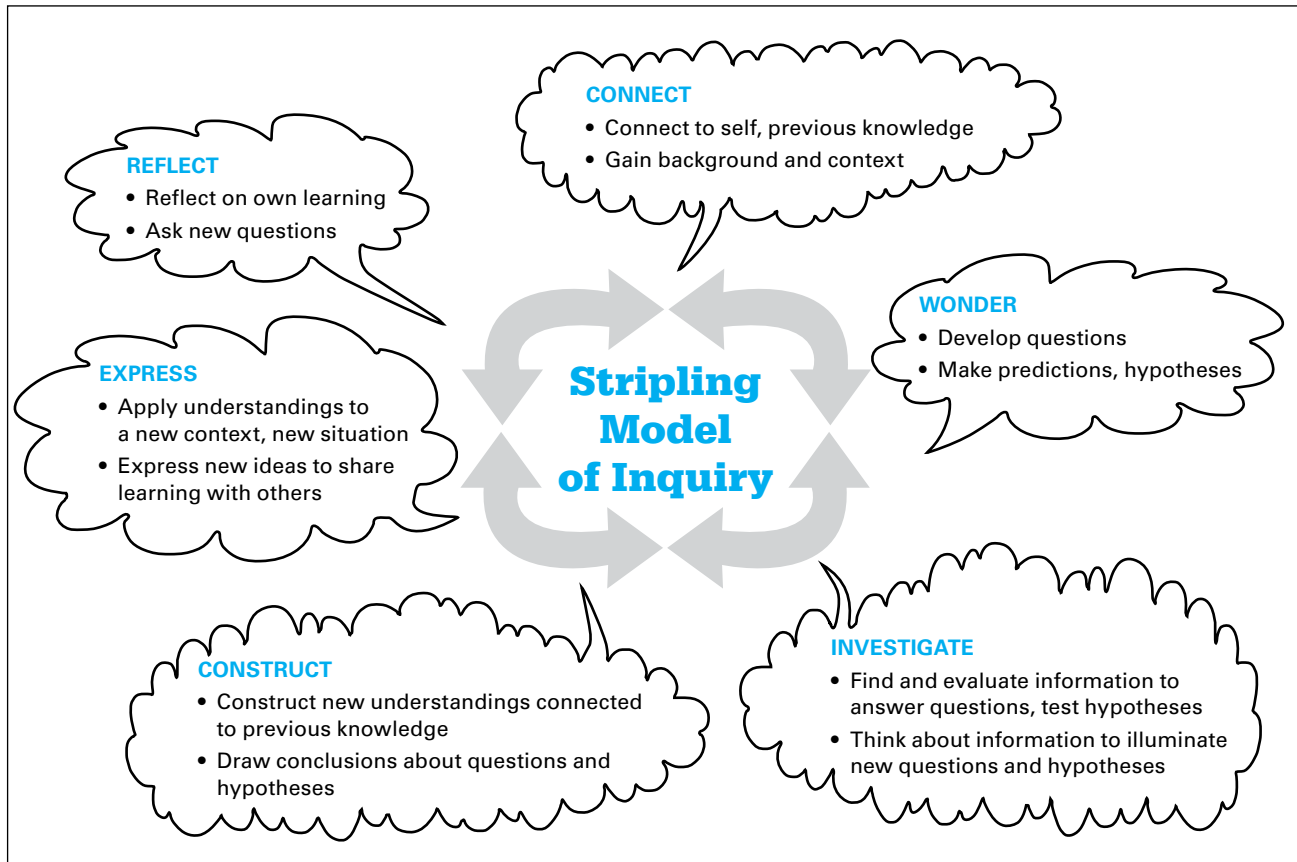 CONNECT
• Connect to self, previous knowledge
• Gain background and context
REFLECT
• Reflect on own learning
• Ask new questions
WONDER
• Develop questions
• Make predictions, hypotheses
EXPRESS
• Apply understandings to
a new context, new situation
• Express new ideas to share
learning with others
Stripling
Model
of Inquiry
CONSTRUCT
• Construct new understandings connected
to previous knowledge
• Draw conclusions about questions and
hypotheses
INVESTIGATE
• Find and evaluate information to
answer questions, test hypotheses
• Think about information to illuminate
new questions and hypotheses